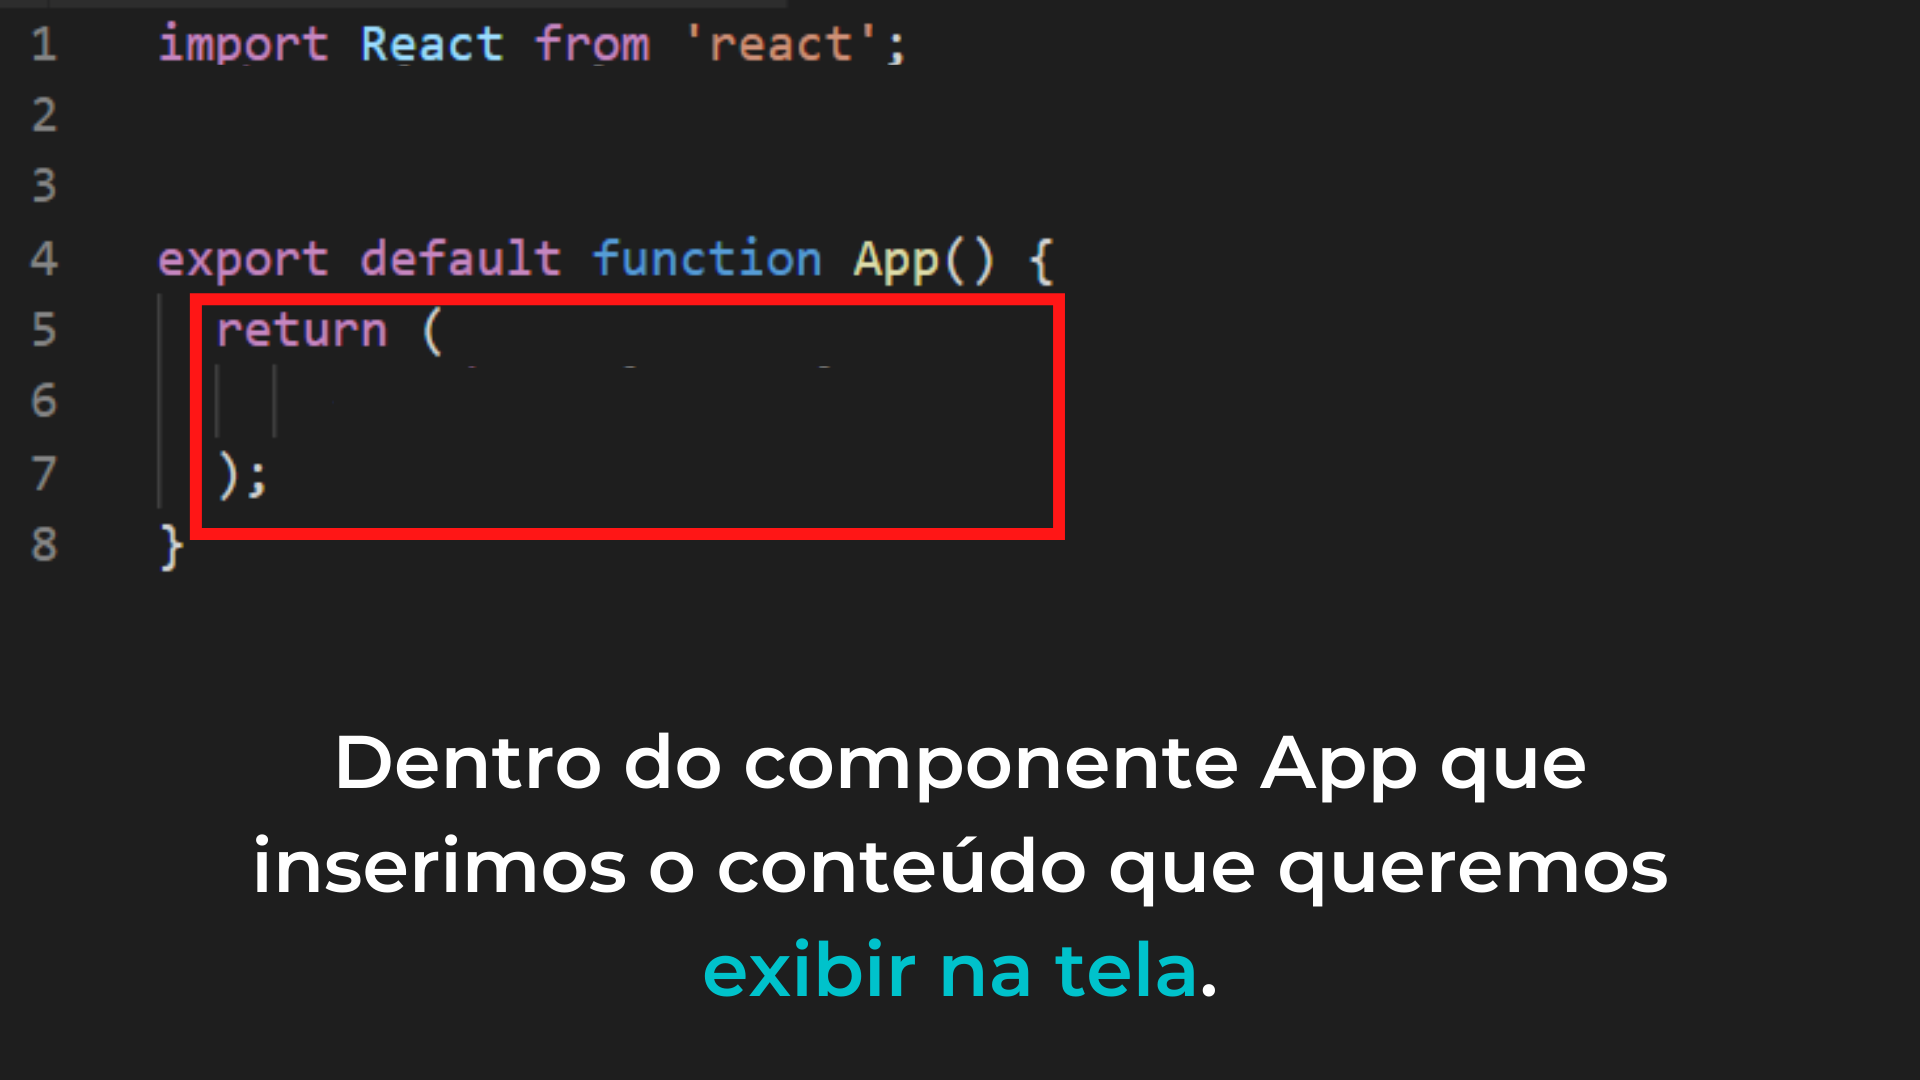 1 import React from 'react';
2
3
4 export default function App() {
5 return (
6
7 );
8 }
Dentro do componente App que
inserimos o conteúdo que queremos
exibir na tela.